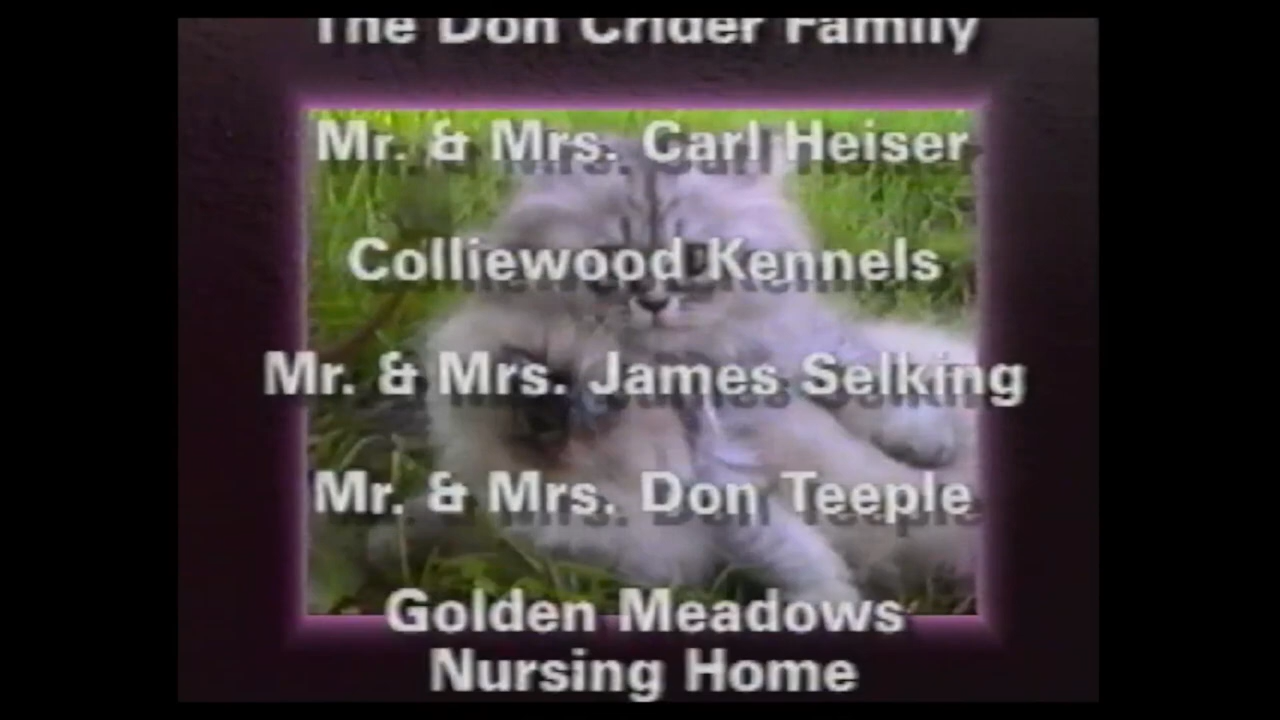 The Don Crider Family
Mr. & Mrs. Carl Heiser
Colliewood Kennels
Mr. & Mrs. James Selking
Mr. & Mrs. Don Teeple
Golden Meadows
Nursing Home